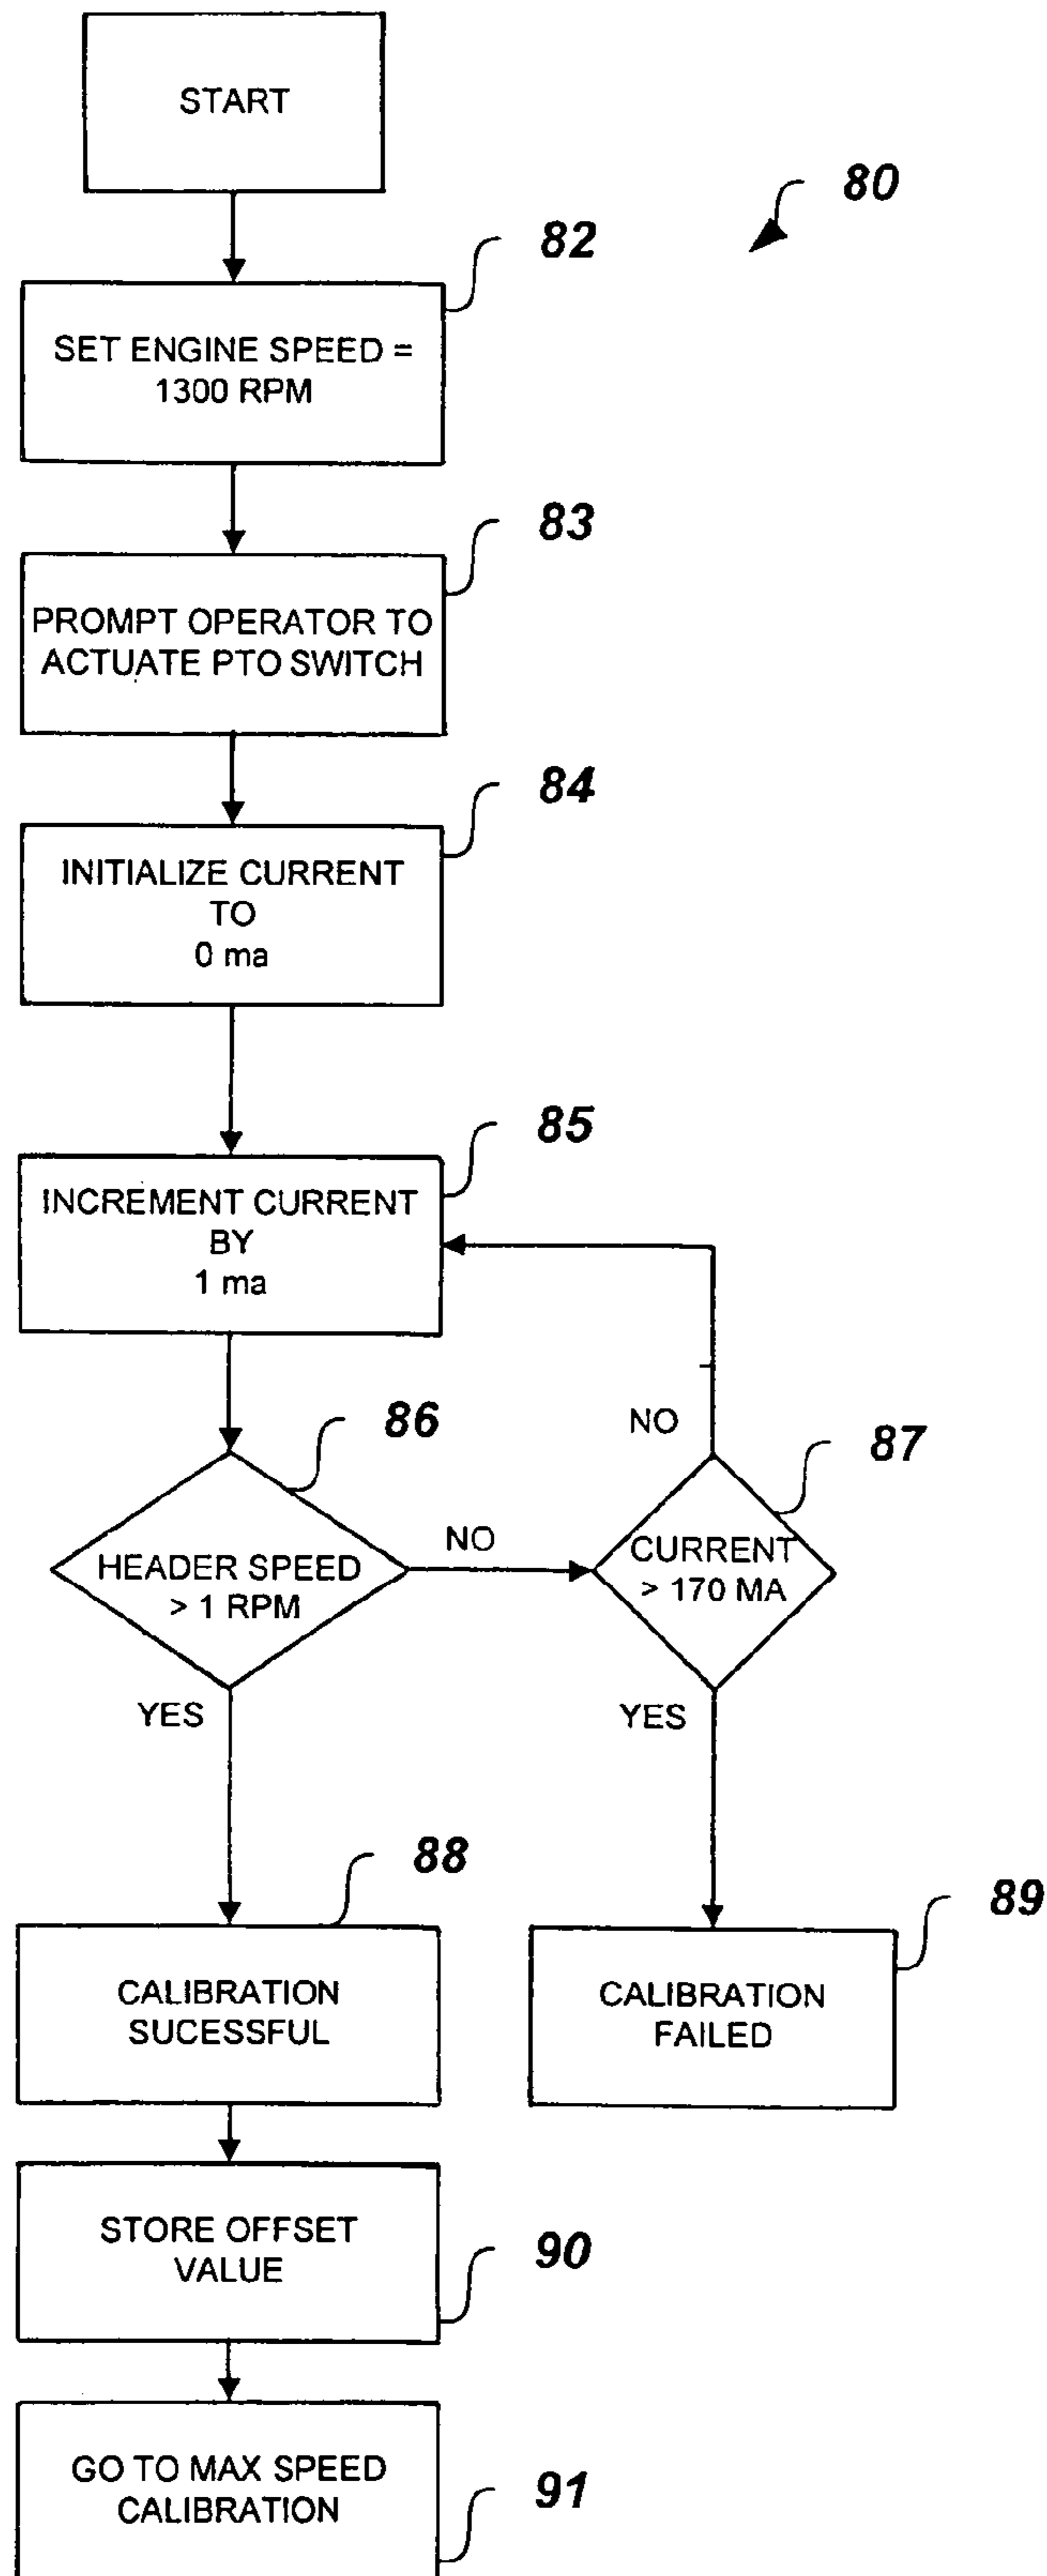 START
80
82
SET ENGINE SPEED =
1300 RPM
83
PROMPT OPERATOR TO
ACTUATE PTO SWITCH
84
INITIALIZE CURRENT
TO
0 ma
85
INCREMENT CURRENT
BY
1 ma
86
NO
87
HEADER SPEED
> 1 RPM
NO
CURRENT
> 170 MA
YES
YES
88
89
CALIBRATION
SUCESSFUL
CALIBRATION
FAILED
STORE OFFSET
VALUE
90
GO TO MAX SPEED
CALIBRATION
91